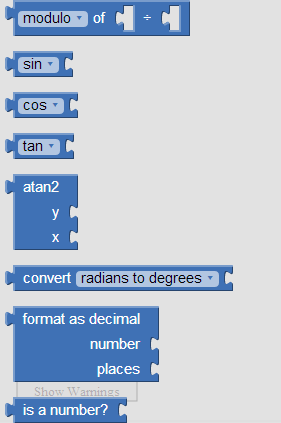 modulo of ÷
sin
cos
tan
atan2
y
x
convert radians to degrees
format as decimal
number
places
Show Warnings
is a number?